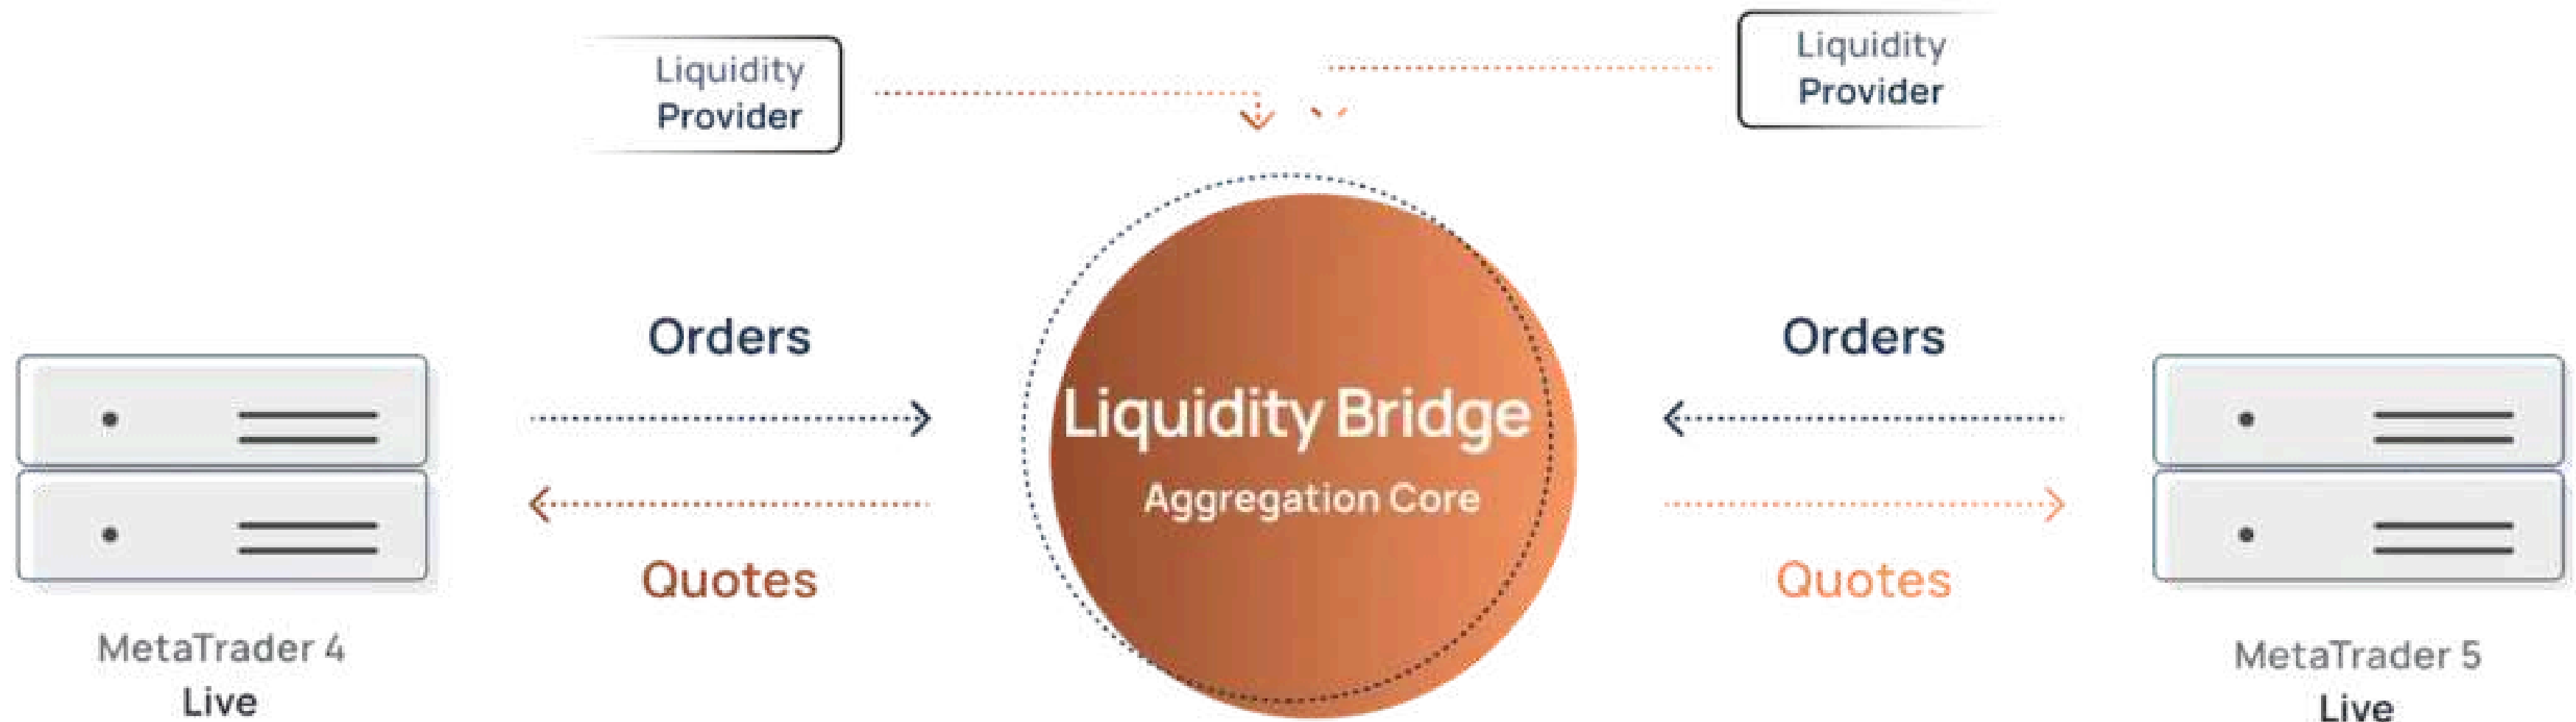 Liquidity
Provider
Liquidity
Provider
Orders
Orders
Liquidity Bridge
Aggregation Core
Quotes
Quotes
MetaTrader 4
Live
MetaTrader 5
Live